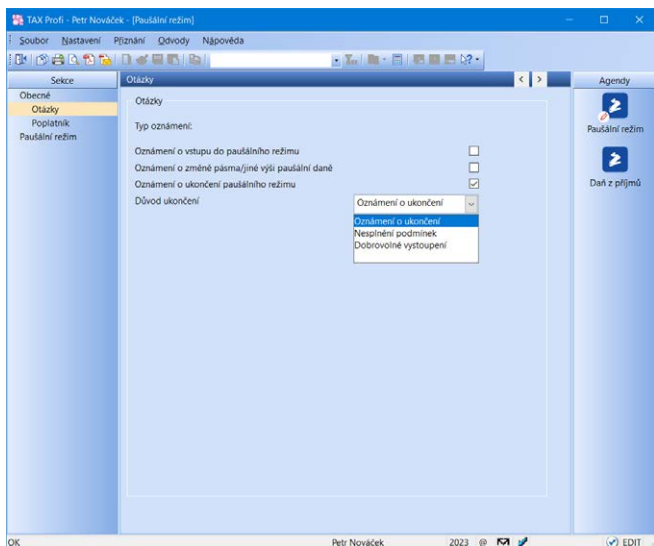 TAX Profi - Petr Nováček - [Paušální režim]
Soubor Nastavení Přiznání Odvody Nápověda
Sekce
Otázky
Agendy
Obecné
Otázky
Poplatník
Paušální režim
Otázky
Typ oznámení:
Oznámení o vstupu do paušálního režimu
Oznámení o změně pásma/jiné výši paušální daně
Oznámení o ukončení paušálního režimu
Důvod ukončení
Oznámení o ukončení
Oznámení o ukončení
Nesplnění podmínek
Dobrovolné vystoupení
Paušální režim
Daň z příjmů
OK Petr Nováček 2023 @ EDIT